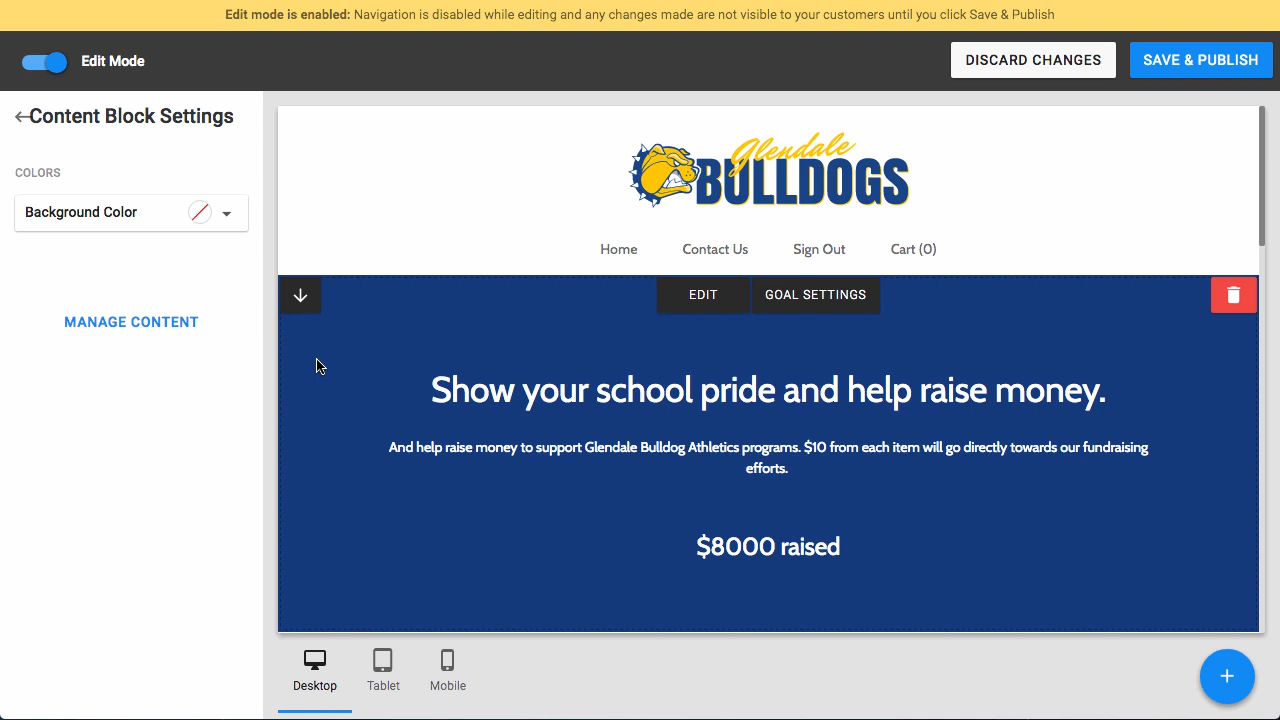 Edit mode is enabled: Navigation is disabled while editing and any changes made are not visible to your customers until you click Save & Publish
Edit Mode
DISCARD CHANGES
SAVE & PUBLISH
Content Block Settings
COLORS
Background Color
MANAGE CONTENT
Glendale
BULLDOGS
Home
Contact Us
Sign Out
Cart (0)
EDIT
GOAL SETTINGS
Show your school pride and help raise money.
And help raise money to support Glendale Bulldog Athletics programs. $10 from each item will go directly towards our fundraising
efforts.
$8000 raised
Desktop
Tablet
Mobile